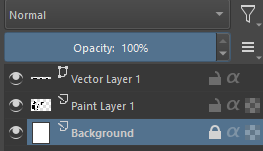 Normal
Opacity: 100%
Vector Layer 1
Paint Layer 1
Background